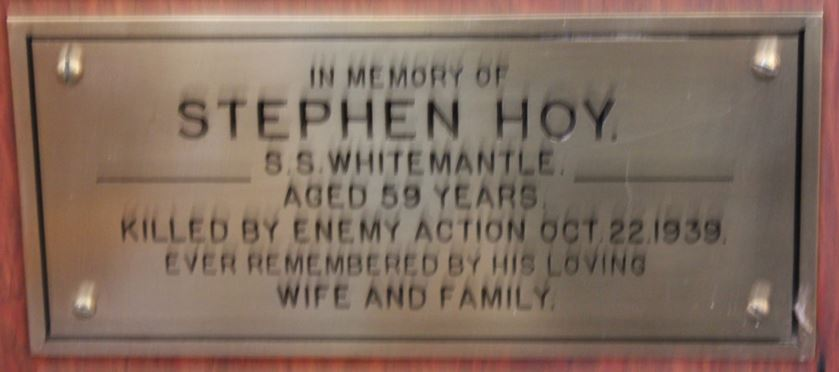 IN MEMORY OF
STEPHEN HOY.
S.S. WHITEMANTLE.
AGED 59 YEARS.
KILLED BY ENEMY ACTION OCT. 22. 1939.
EVER REMEMBERED BY HIS LOVING
WIFE AND FAMILY.